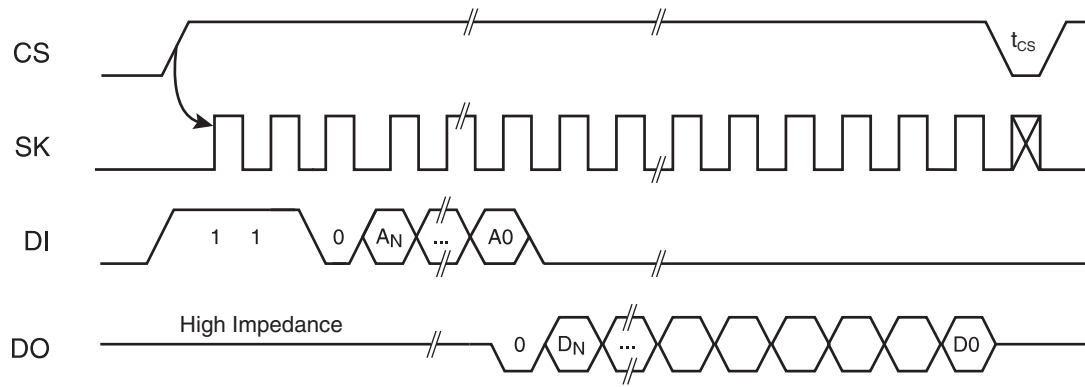 CS tCS
SK
DI 1 1 0 AN ... A0
High Impedance
DO 0 DN ... D0